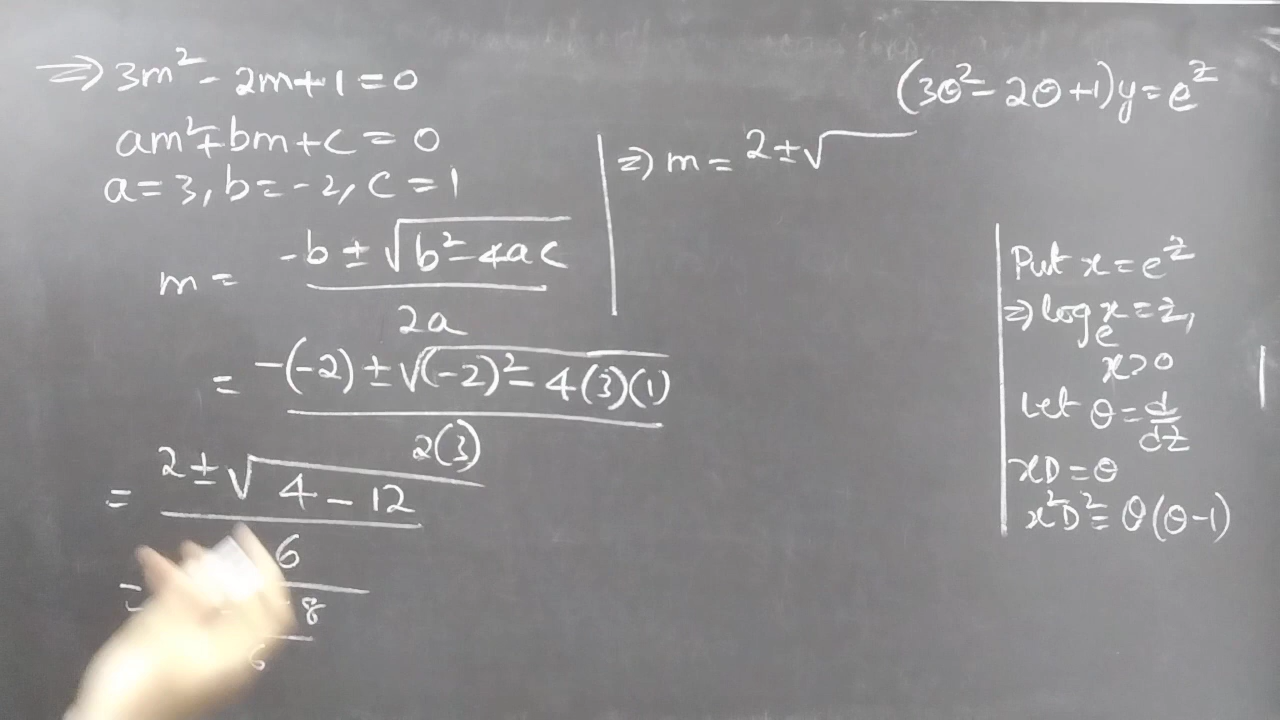 ⇒ 3m² - 2m + 1 = 0
am² + bm + c = 0
a = 3, b = -2, c = 1
m = -b ± √(b² - 4ac) / 2a
= -(-2) ± √((-2)² - 4(3)(1)) / 2(3)
= 2 ± √(4 - 12) / 6
= - 8 / 6
⇒ m = 2 ± √
(3θ² - 2θ + 1)y = e^z
Put x = e^z
⇒ logₑx = z,
x > 0
Let θ = d/dz
xD = θ
x²D² = θ(θ-1)